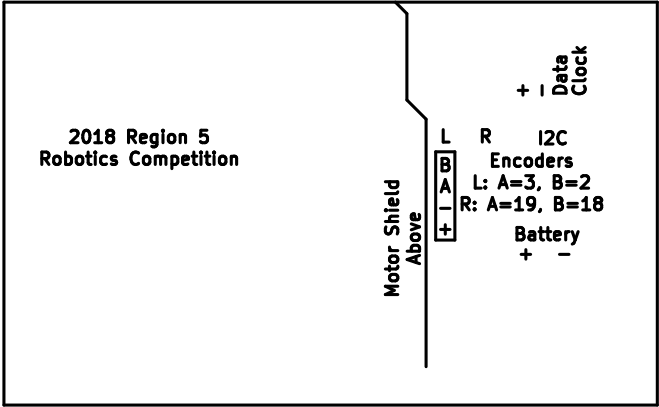 2018 Region 5
Robotics Competition
Motor Shield
Above
+ – Data
Clock
L R I2C
B
A
–
+
Encoders
L: A=3, B=2
R: A=19, B=18
Battery
+ –